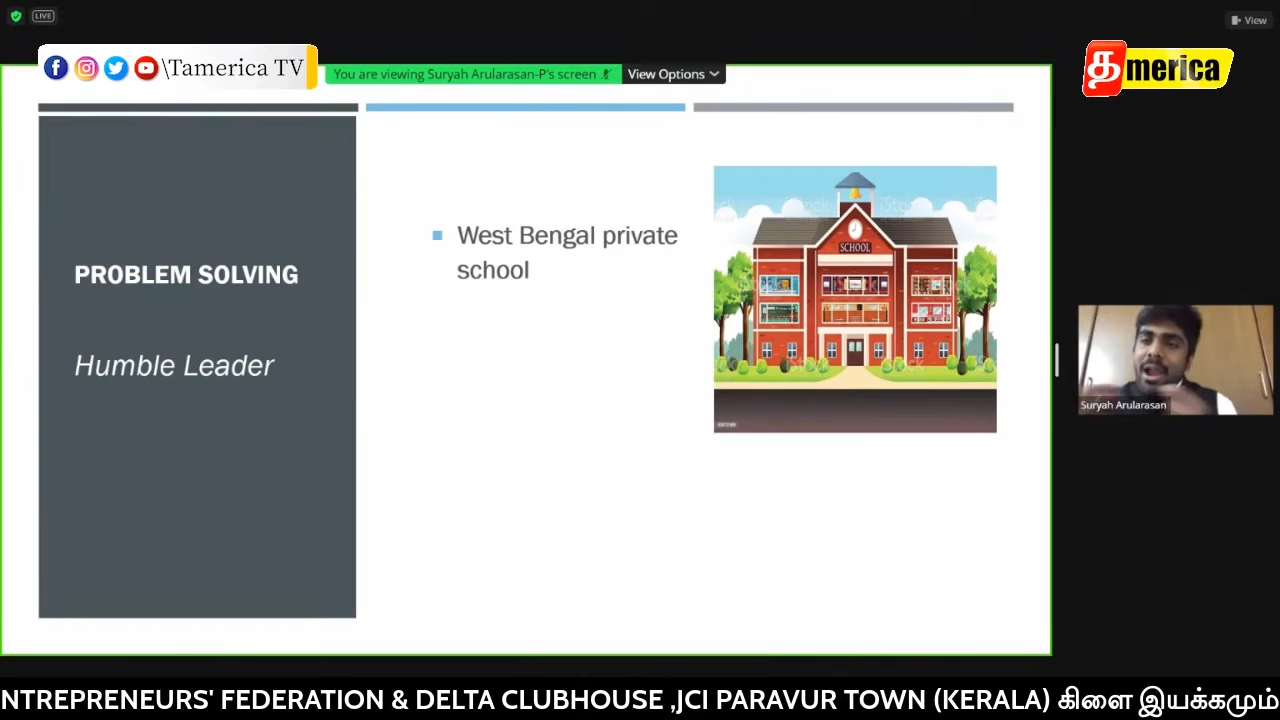 LIVE
View
\Tamerica TV
You are viewing Suryah Arularasan-P's screen
View Options
தmerica
PROBLEM SOLVING
Humble Leader
West Bengal private
school
SCHOOL
Suryah Arularasan
NTREPRENEURS' FEDERATION & DELTA CLUBHOUSE ,JCI PARAVUR TOWN (KERALA) கிளை இயக்கமும்